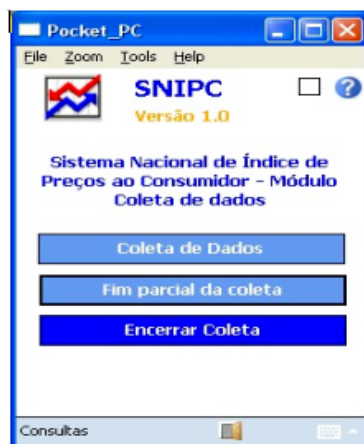 Pocket_PC
File Zoom Tools Help
SNIPC
Versão 1.0
Sistema Nacional de Índice de
Preços ao Consumidor - Módulo
Coleta de dados
Coleta de Dados
Fim parcial da coleta
Encerrar Coleta
Consultas